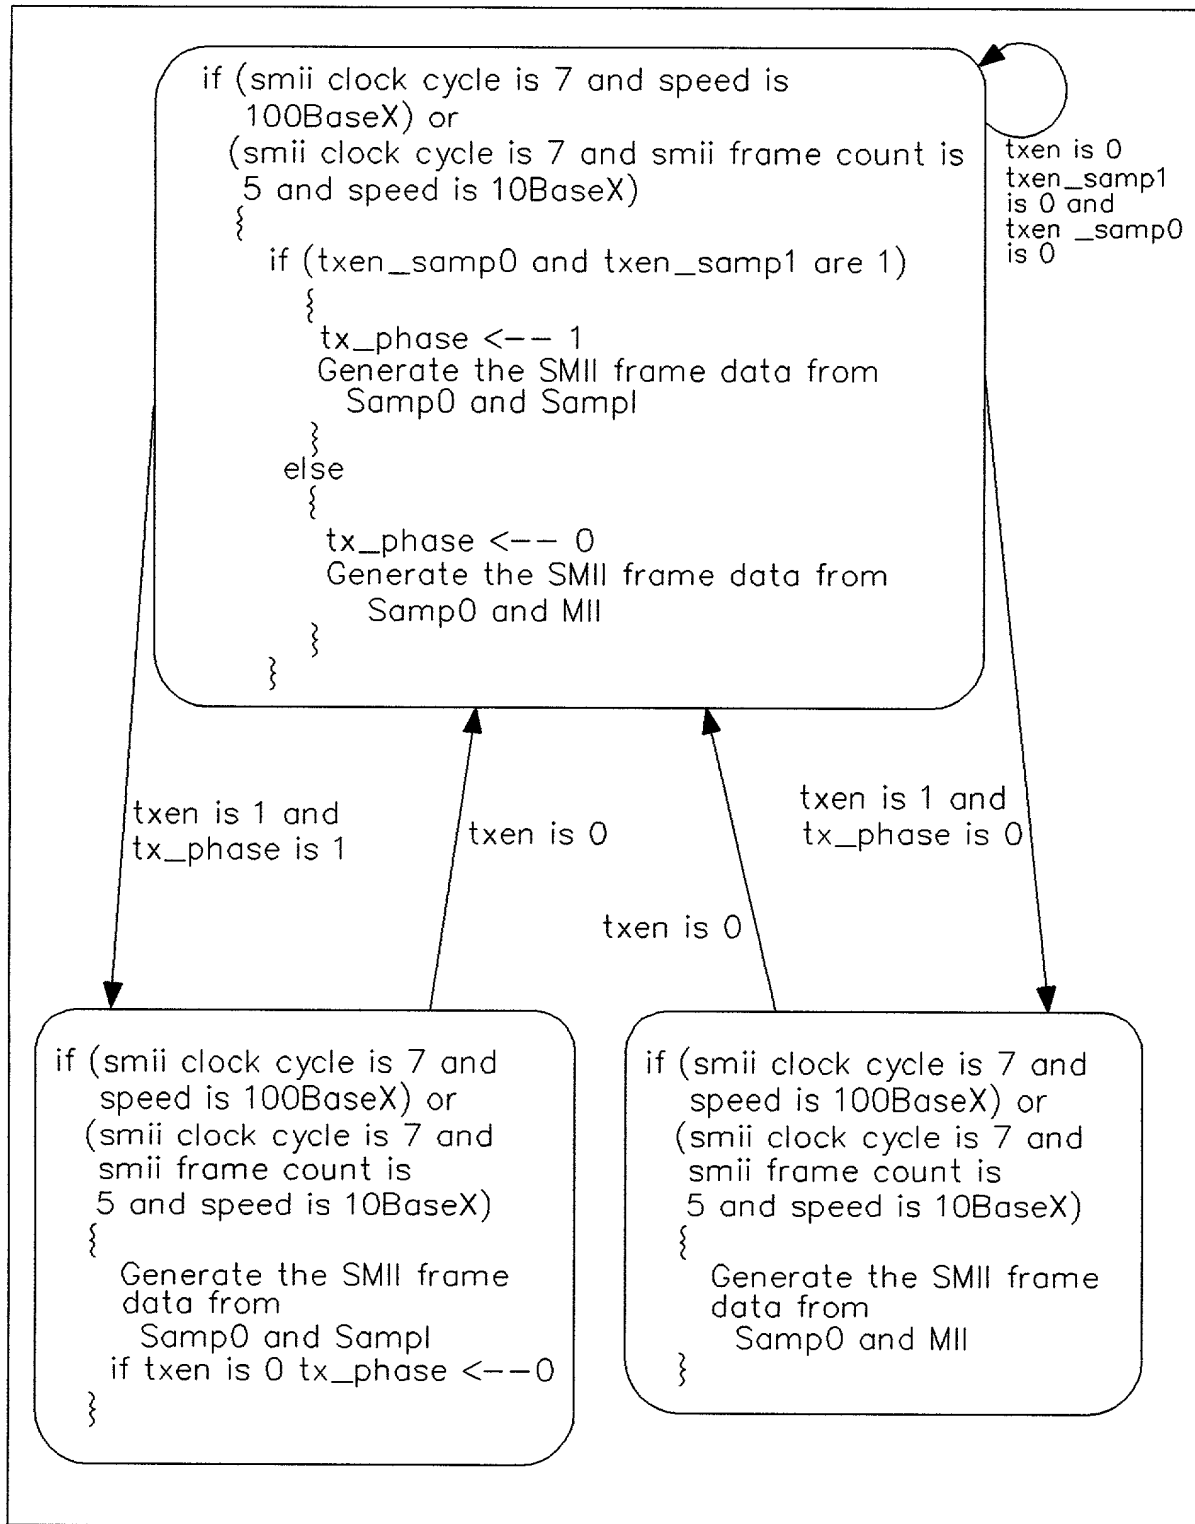 if (smii clock cycle is 7 and speed is
100BaseX) or
(smii clock cycle is 7 and smii frame count is
5 and speed is 10BaseX)
{
if (txen_samp0 and txen_samp1 are 1)
{
tx_phase <-- 1
Generate the SMII frame data from
Samp0 and SampI
}
else
{
tx_phase <-- 0
Generate the SMII frame data from
Samp0 and MII
}
}
txen is 0
txen_samp1
is 0 and
txen _samp0
is 0
txen is 1 and
tx_phase is 1
txen is 0
txen is 0
txen is 1 and
tx_phase is 0
if (smii clock cycle is 7 and
speed is 100BaseX) or
(smii clock cycle is 7 and
smii frame count is
5 and speed is 10BaseX)
{
Generate the SMII frame
data from
Samp0 and SampI
if txen is 0 tx_phase <--0
}
if (smii clock cycle is 7 and
speed is 100BaseX) or
(smii clock cycle is 7 and
smii frame count is
5 and speed is 10BaseX)
{
Generate the SMII frame
data from
Samp0 and MII
}